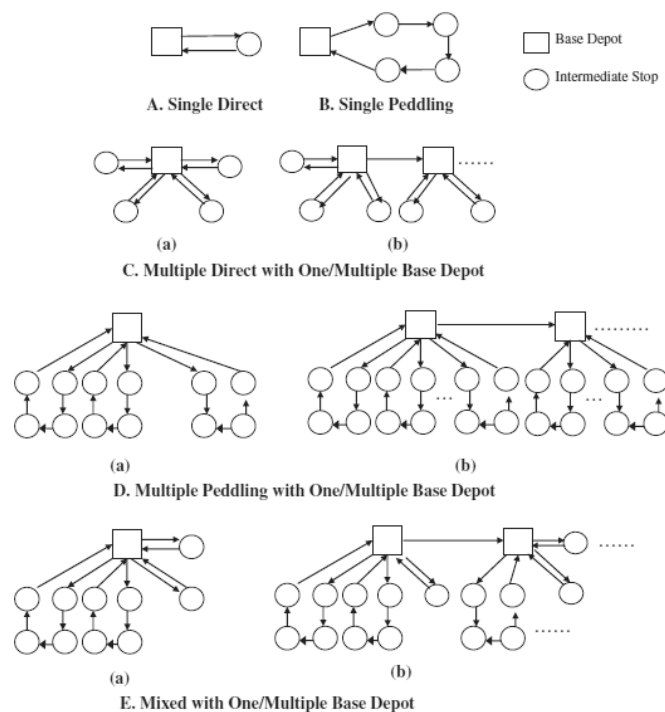 Base Depot
Intermediate Stop
A. Single Direct
B. Single Peddling
(a)
(b)
C. Multiple Direct with One/Multiple Base Depot
(a)
(b)
D. Multiple Peddling with One/Multiple Base Depot
(a)
(b)
E. Mixed with One/Multiple Base Depot